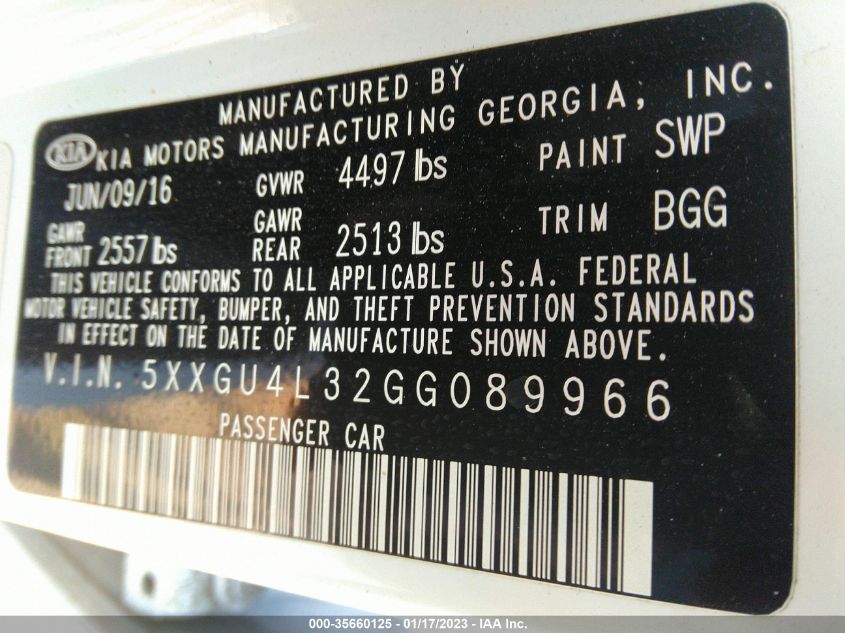 MANUFACTURED BY
KIA KIA MOTORS MANUFACTURING GEORGIA, INC.
JUN/09/16 GVWR 4497 lbs PAINT SWP
GAWR FRONT 2557 lbs GAWR REAR 2513 lbs TRIM BGG
THIS VEHICLE CONFORMS TO ALL APPLICABLE U.S.A. FEDERAL
MOTOR VEHICLE SAFETY, BUMPER, AND THEFT PREVENTION STANDARDS
IN EFFECT ON THE DATE OF MANUFACTURE SHOWN ABOVE.
V.I.N. 5XXGU4L32GG089966
PASSENGER CAR
000-35660125 - 01/17/2023 - IAA Inc.